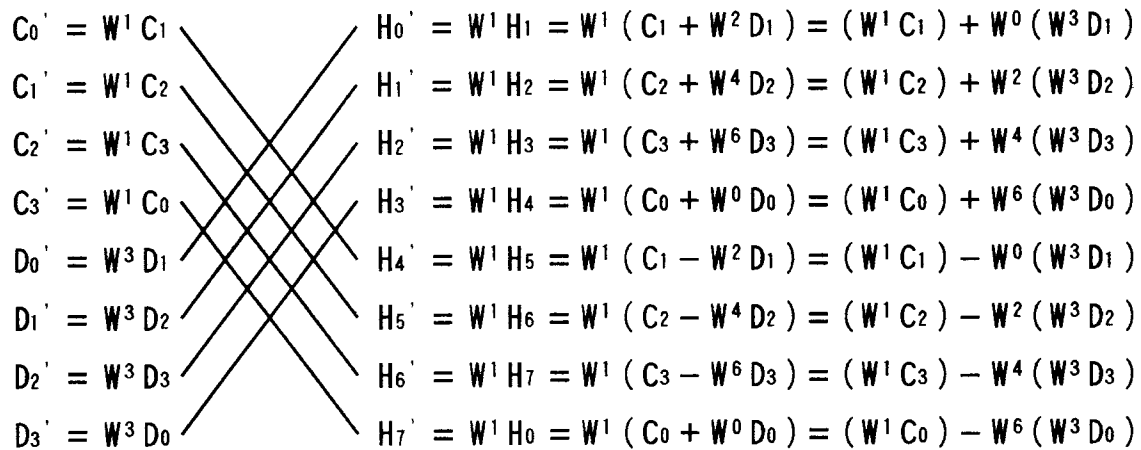 C₀' = W¹ C₁ H₀' = W¹ H₁ = W¹ ( C₁ + W² D₁ ) = ( W¹ C₁ ) + W⁰ ( W³ D₁ )
C₁' = W¹ C₂ H₁' = W¹ H₂ = W¹ ( C₂ + W⁴ D₂ ) = ( W¹ C₂ ) + W² ( W³ D₂ )
C₂' = W¹ C₃ H₂' = W¹ H₃ = W¹ ( C₃ + W⁶ D₃ ) = ( W¹ C₃ ) + W⁴ ( W³ D₃ )
C₃' = W¹ C₀ H₃' = W¹ H₄ = W¹ ( C₀ + W⁰ D₀ ) = ( W¹ C₀ ) + W⁶ ( W³ D₀ )
D₀' = W³ D₁ H₄' = W¹ H₅ = W¹ ( C₁ − W² D₁ ) = ( W¹ C₁ ) − W⁰ ( W³ D₁ )
D₁' = W³ D₂ H₅' = W¹ H₆ = W¹ ( C₂ − W⁴ D₂ ) = ( W¹ C₂ ) − W² ( W³ D₂ )
D₂' = W³ D₃ H₆' = W¹ H₇ = W¹ ( C₃ − W⁶ D₃ ) = ( W¹ C₃ ) − W⁴ ( W³ D₃ )
D₃' = W³ D₀ H₇' = W¹ H₀ = W¹ ( C₀ + W⁰ D₀ ) = ( W¹ C₀ ) − W⁶ ( W³ D₀ )